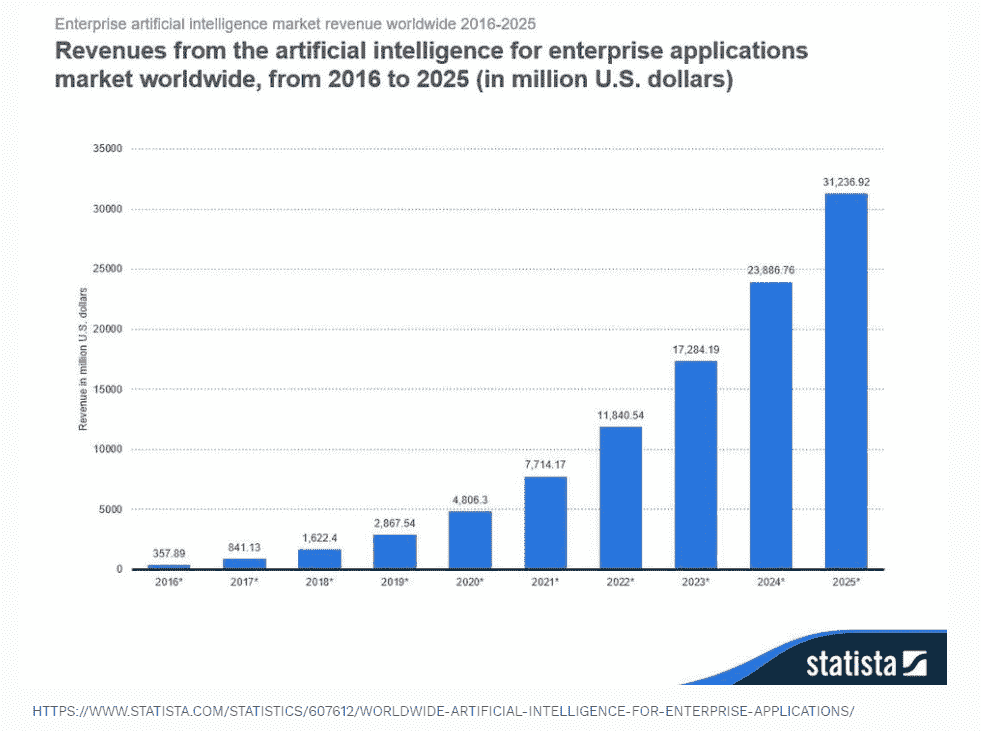 Enterprise artificial intelligence market revenue worldwide 2016-2025
Revenues from the artificial intelligence for enterprise applications
market worldwide, from 2016 to 2025 (in million U.S. dollars)
Revenue in million U.S. dollars
35000
30000
25000
20000
15000
10000
5000
0
357.89
841.13
1,622.4
2,867.54
4,806.3
7,714.17
11,840.54
17,284.19
23,886.76
31,236.92
2016* 2017* 2018* 2019* 2020* 2021* 2022* 2023* 2024* 2025*
statista
HTTPS://WWW.STATISTA.COM/STATISTICS/607612/WORLDWIDE-ARTIFICIAL-INTELLIGENCE-FOR-ENTERPRISE-APPLICATIONS/